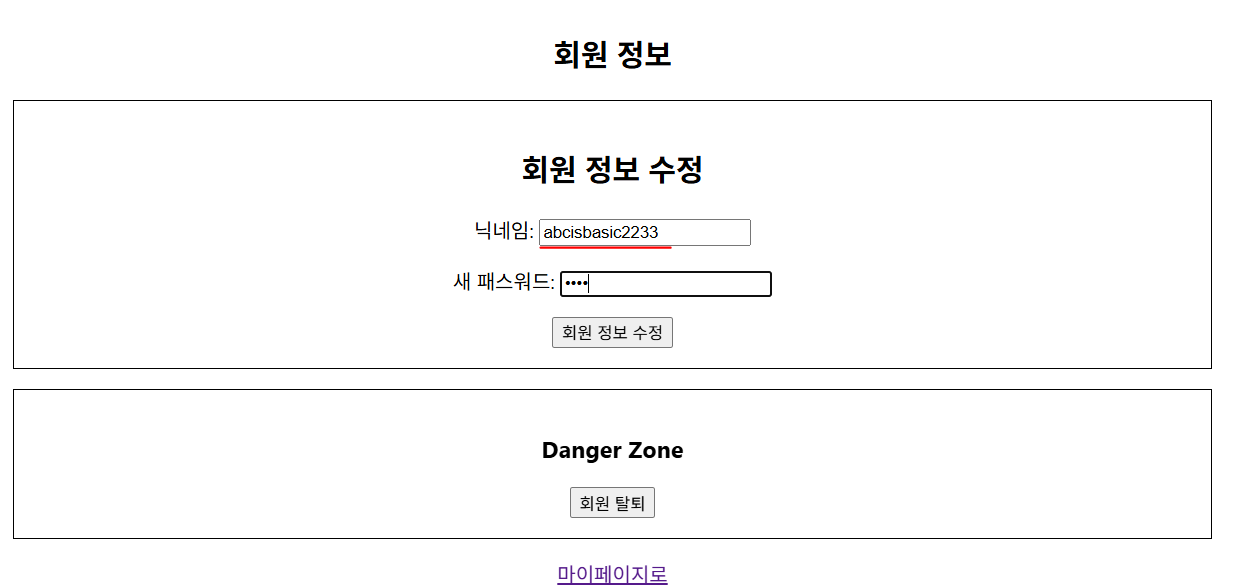 회원 정보
회원 정보 수정
닉네임: abcisbasic2233
새 패스워드: ••••
회원 정보 수정
Danger Zone
회원 탈퇴
마이페이지로